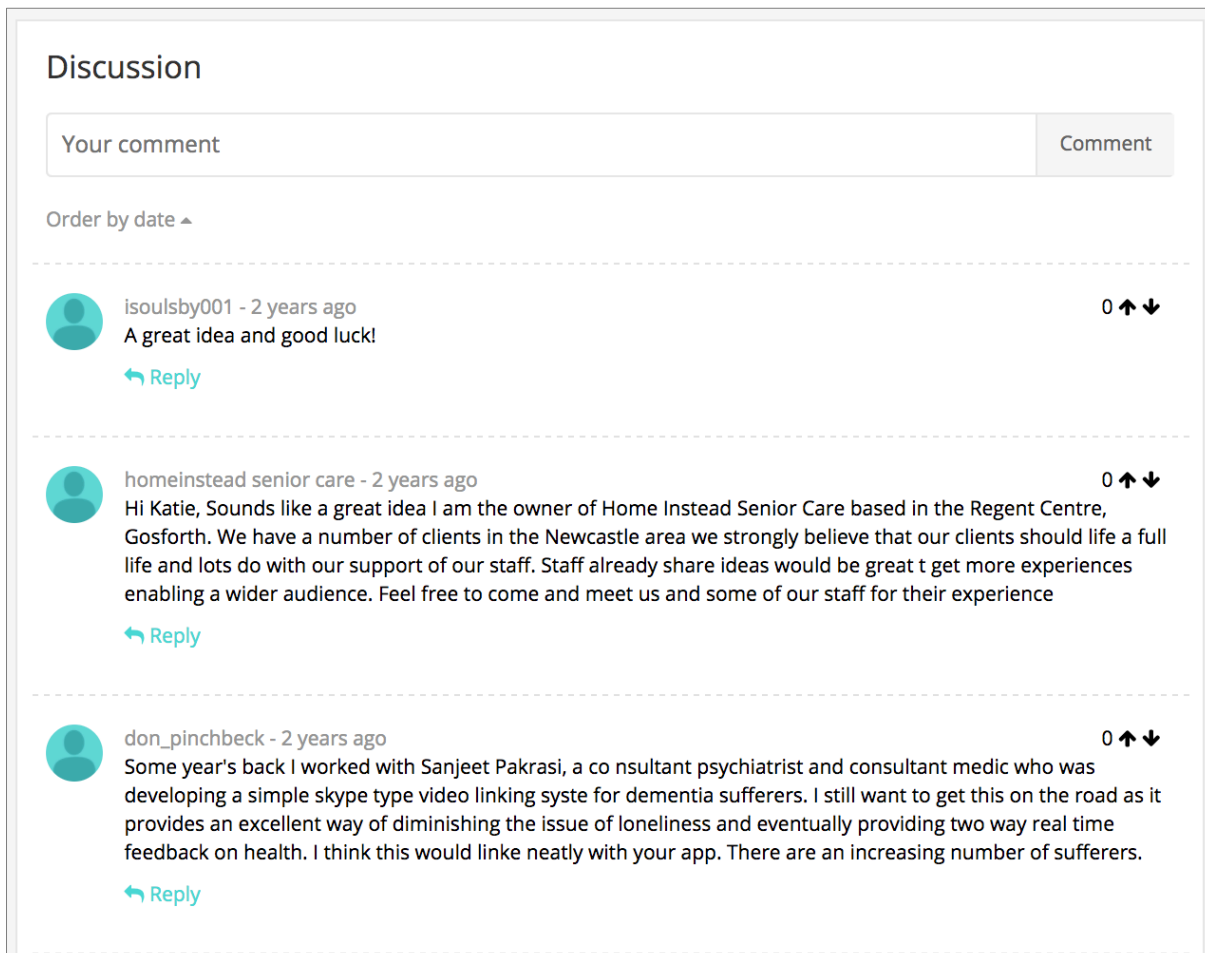 Discussion
Your comment
Comment
Order by date
isoulsby001 - 2 years ago
0
A great idea and good luck!
Reply
homeinstead senior care - 2 years ago
0
Hi Katie, Sounds like a great idea I am the owner of Home Instead Senior Care based in the Regent Centre,
Gosforth. We have a number of clients in the Newcastle area we strongly believe that our clients should life a full
life and lots do with our support of our staff. Staff already share ideas would be great t get more experiences
enabling a wider audience. Feel free to come and meet us and some of our staff for their experience
Reply
don_pinchbeck - 2 years ago
0
Some year's back I worked with Sanjeet Pakrasi, a co nsultant psychiatrist and consultant medic who was
developing a simple skype type video linking syste for dementia sufferers. I still want to get this on the road as it
provides an excellent way of diminishing the issue of loneliness and eventually providing two way real time
feedback on health. I think this would linke neatly with your app. There are an increasing number of sufferers.
Reply